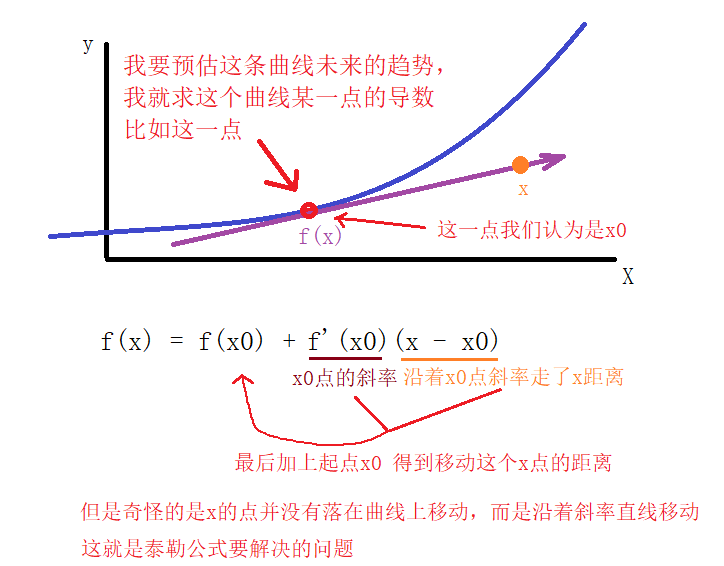 y
我要预估这条曲线未来的趋势，
我就求这个曲线某一点的导数
比如这一点
x
f(x)
这一点我们认为是x0
X
f(x) = f(x0) + f'(x0)(x - x0)
x0点的斜率 沿着x0点斜率走了x距离
最后加上起点x0 得到移动这个x点的距离
但是奇怪的是x的点并没有落在曲线上移动，而是沿着斜率直线移动
这就是泰勒公式要解决的问题